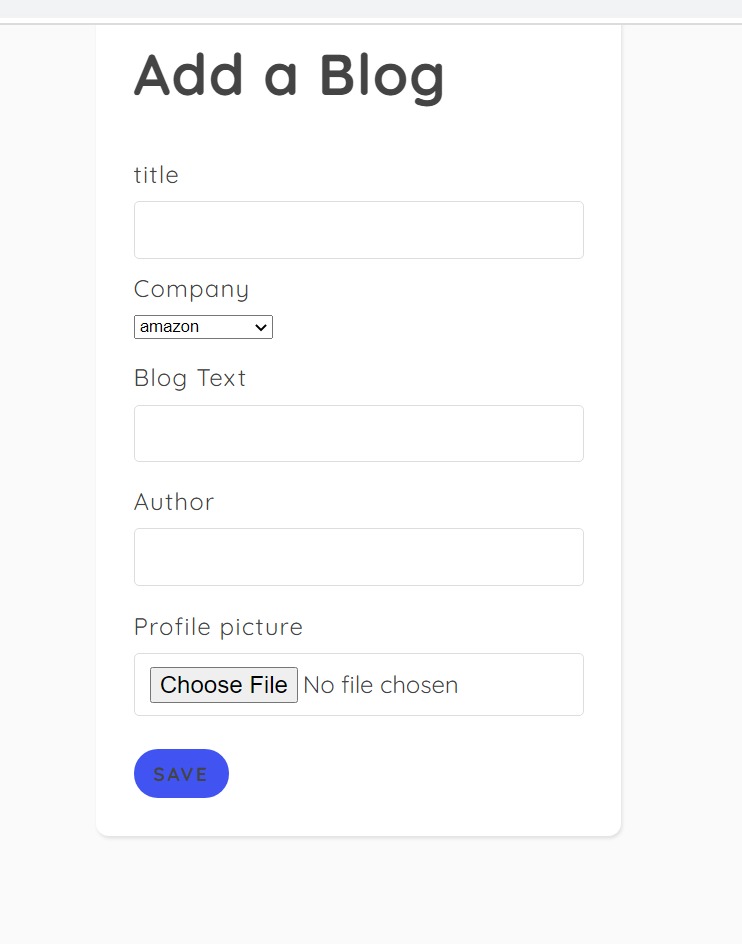 Add a Blog
title
Company
amazon
Blog Text
Author
Profile picture
Choose File No file chosen
SAVE